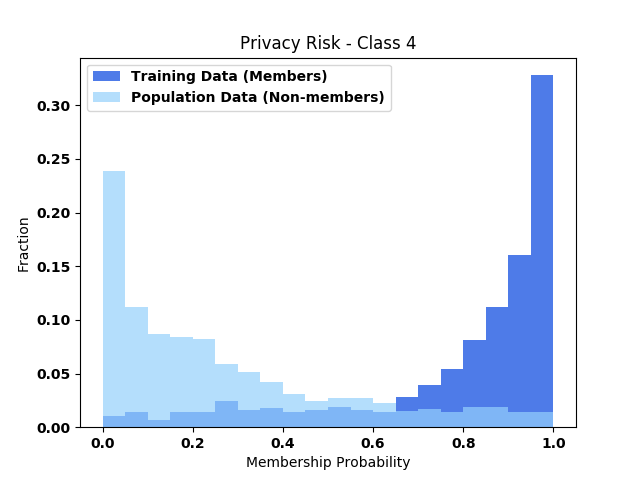 Privacy Risk - Class 4
Training Data (Members)
Population Data (Non-members)
0.30
0.25
0.20
0.15
0.10
0.05
0.00
Fraction
0.0 0.2 0.4 0.6 0.8 1.0
Membership Probability